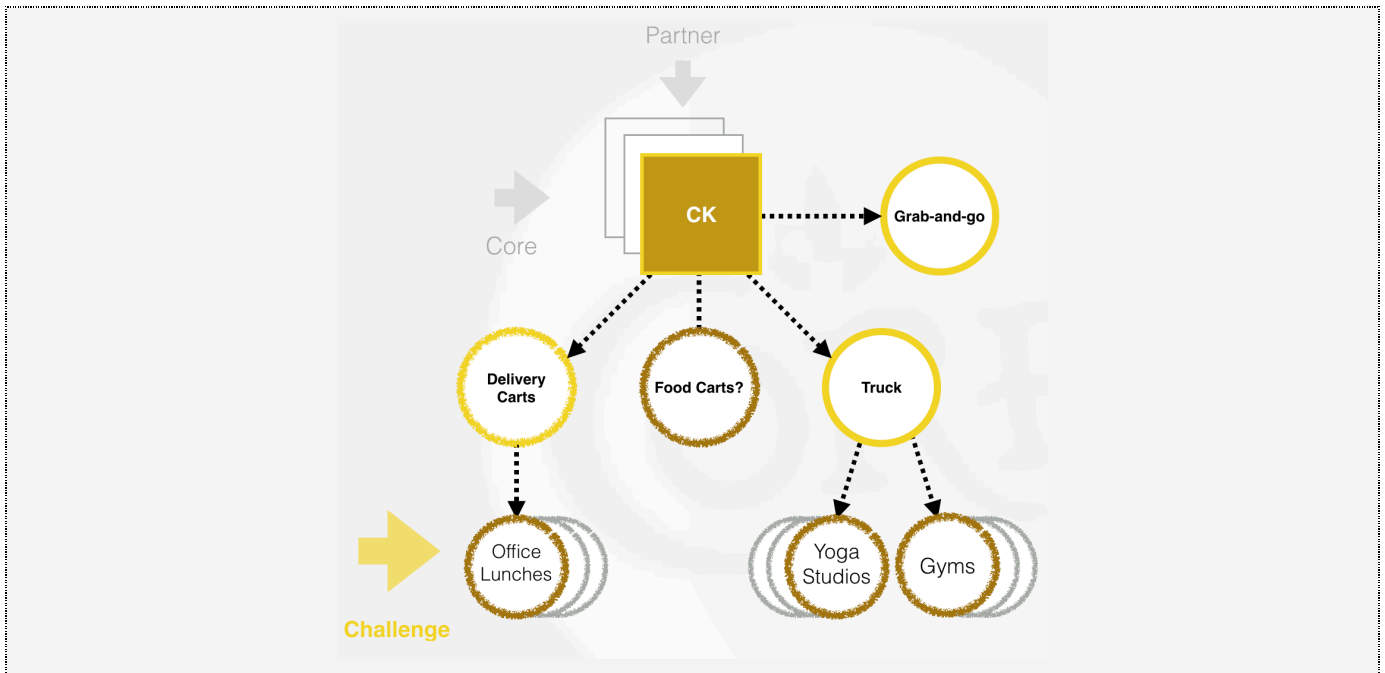 Partner
CK
Grab-and-go
Core
Delivery
Carts
Food Carts?
Truck
Office
Lunches
Yoga
Studios
Gyms
Challenge